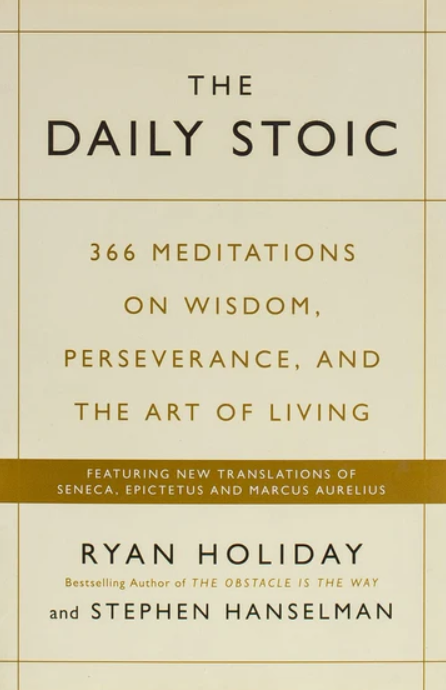 THE
DAILY STOIC
366 MEDITATIONS
ON WISDOM,
PERSEVERANCE, AND
THE ART OF LIVING
FEATURING NEW TRANSLATIONS OF
SENECA, EPICTETUS AND MARCUS AURELIUS
RYAN HOLIDAY
Bestselling Author of THE OBSTACLE IS THE WAY
and STEPHEN HANSELMAN